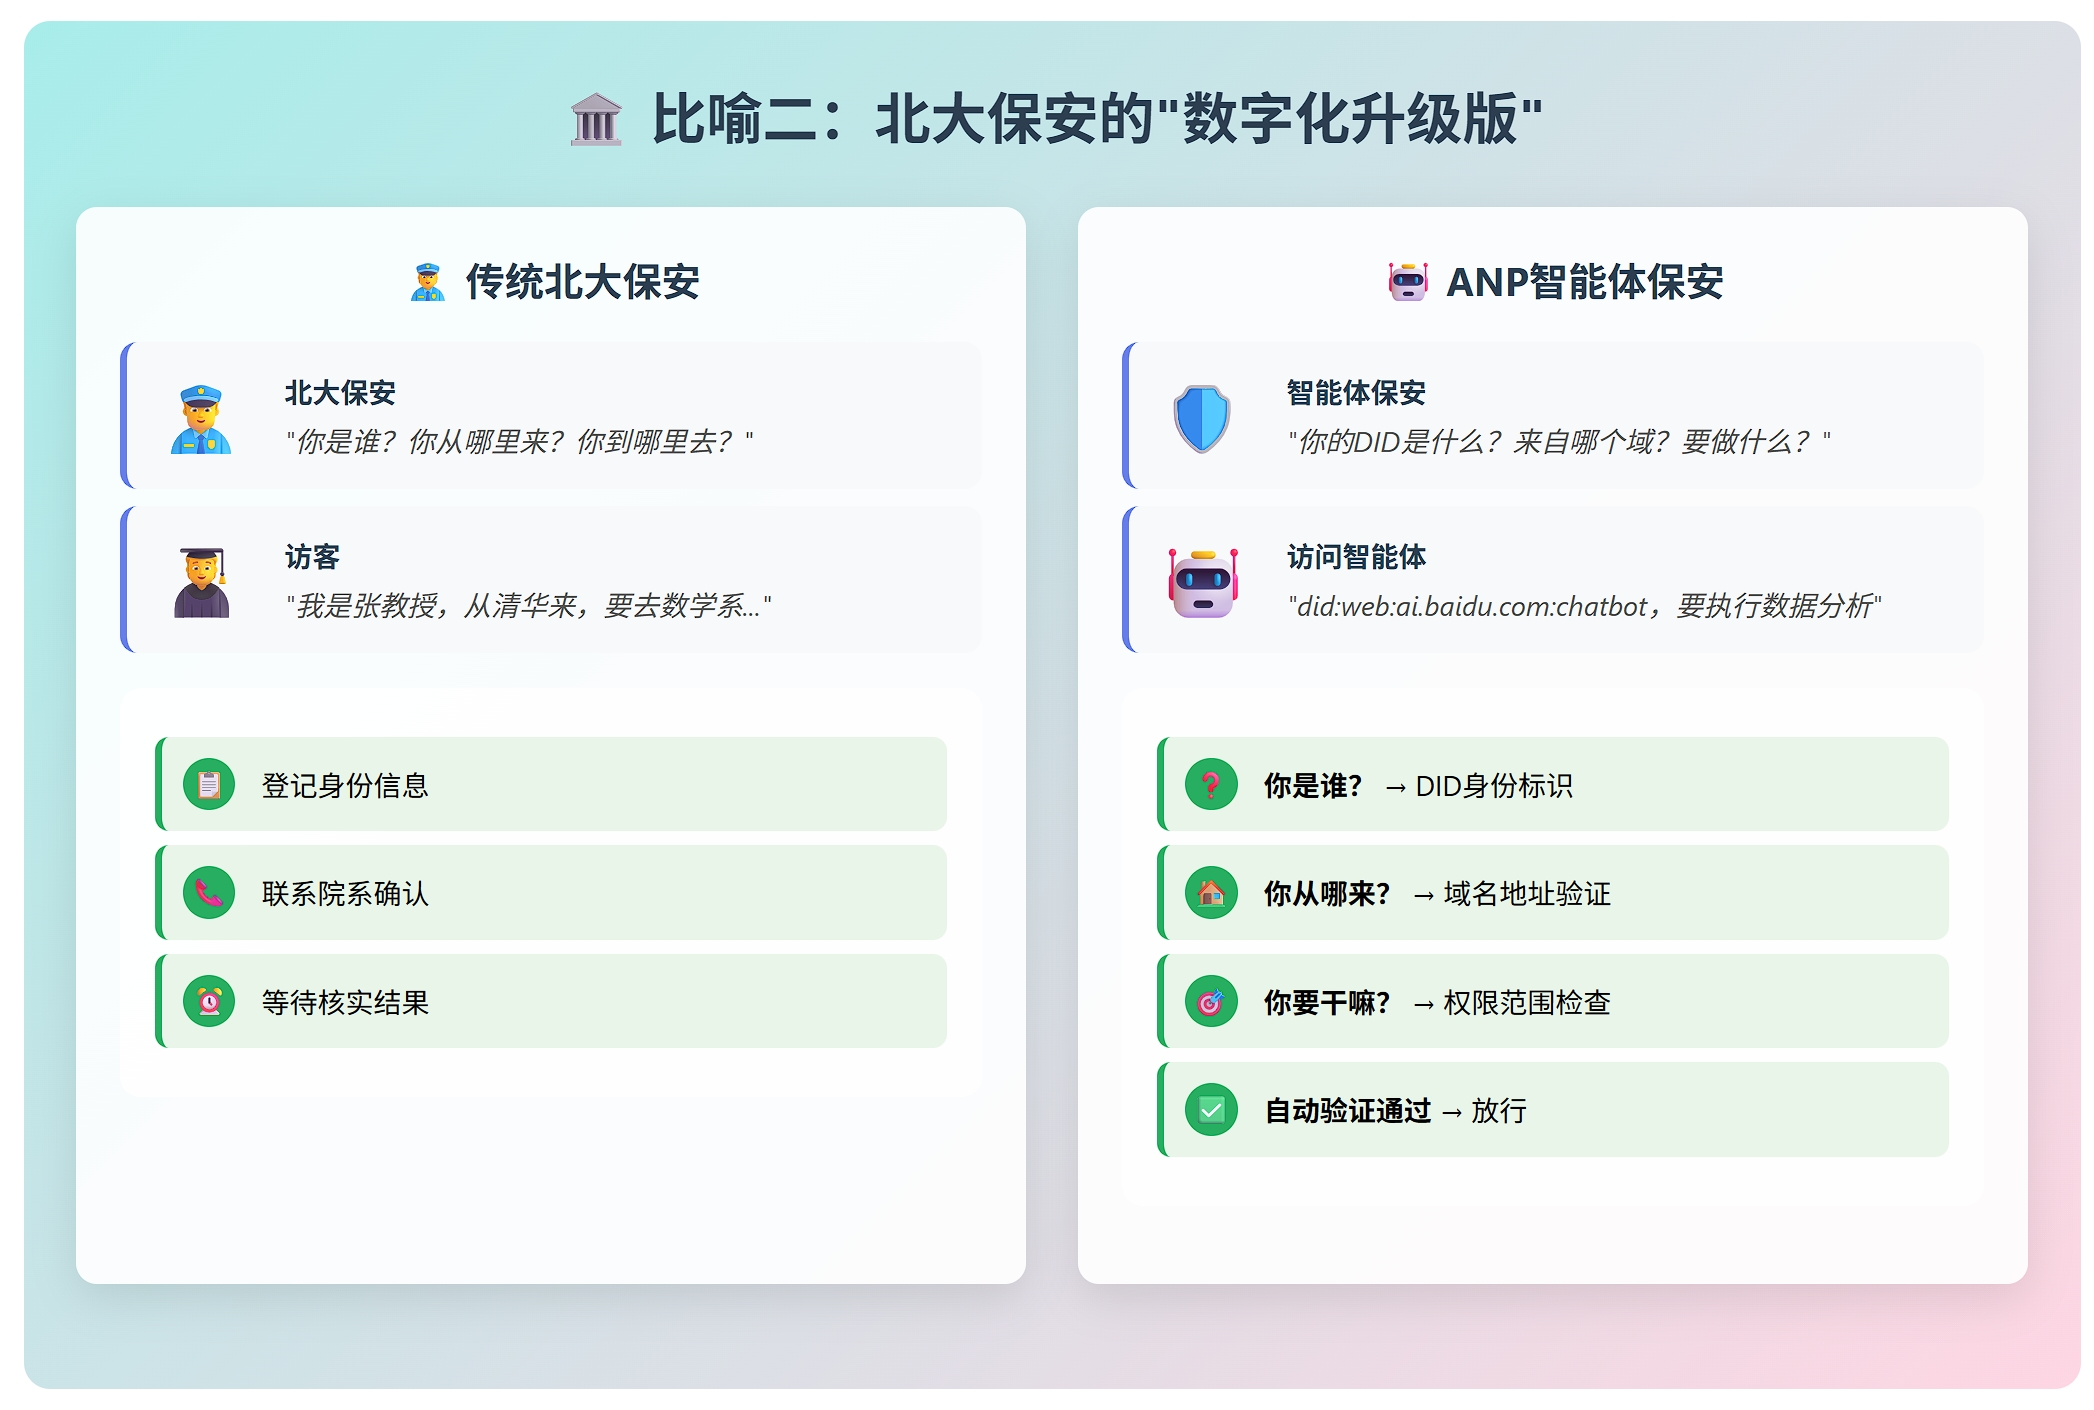 比喻二：北大保安的"数字化升级版"
传统北大保安
北大保安
"你是谁？你从哪里来？你到哪里去？"
访客
"我是张教授，从清华来，要去数学系..."
登记身份信息
联系院系确认
等待核实结果
ANP智能体保安
智能体保安
"你的DID是什么？来自哪个域？要做什么？"
访问智能体
"did:web:ai.baidu.com:chatbot，要执行数据分析"
你是谁？ → DID身份标识
你从哪来？ → 域名地址验证
你要干嘛？ → 权限范围检查
自动验证通过 → 放行